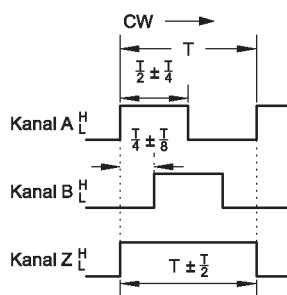 CW
T
T/2 ± T/4
Kanal A H L
T/4 ± T/8
Kanal B H L
Kanal Z H L
T ± T/2